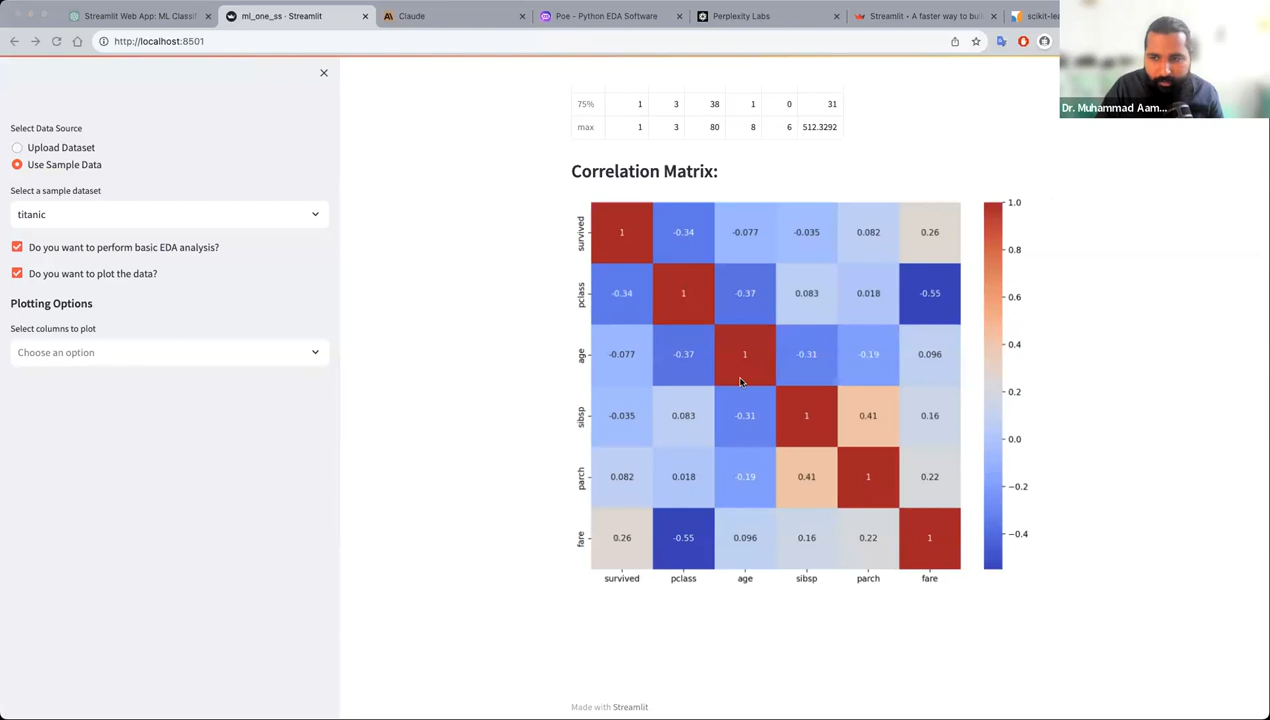 Streamlit Web App: ML Classif
ml_one_ss · Streamlit
Claude
Poe - Python EDA Software
Perplexity Labs
Streamlit • A faster way to bui
scikit-lea
http://localhost:8501
Dr. Muhammad Aam...
Select Data Source
Upload Dataset
Use Sample Data
Select a sample dataset
titanic
Do you want to perform basic EDA analysis?
Do you want to plot the data?
Plotting Options
Select columns to plot
Choose an option
75% 1 3 38 1 0 31
max 1 3 80 8 6 512.3292
Correlation Matrix:
survived 1 -0.34 -0.077 -0.035 0.082 0.26
pclass -0.34 1 -0.37 0.083 0.018 -0.55
age -0.077 -0.37 1 -0.31 -0.19 0.096
sibsp -0.035 0.083 -0.31 1 0.41 0.16
parch 0.082 0.018 -0.19 0.41 1 0.22
fare 0.26 -0.55 0.096 0.16 0.22 1
survived pclass age sibsp parch fare
1.0
0.8
0.6
0.4
0.2
0.0
−0.2
−0.4
Made with Streamlit